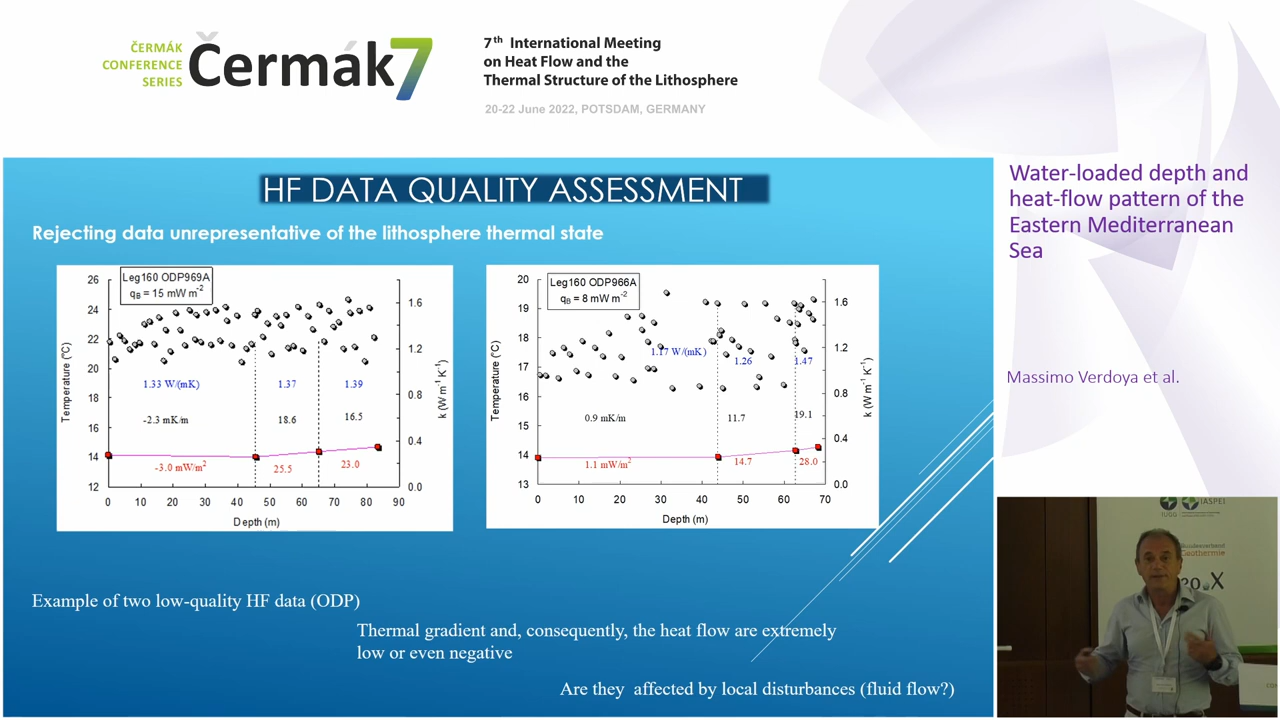 ČERMÁK
CONFERENCE
SERIES
Čermák7
7th International Meeting
on Heat Flow and the
Thermal Structure of the Lithosphere
20-22 June 2022, POTSDAM, GERMANY
HF DATA QUALITY ASSESSMENT
Rejecting data unrepresentative of the lithosphere thermal state
Leg160 ODP969A
qB = 15 mW m-2
26
24
22
20
18
16
14
12
Temperature (°C)
1.6
1.2
0.8
0.4
0.0
k (W m-1 K-1)
1.33 W/(mK)
1.37
1.39
-2.3 mK/m
18.6
16.5
-3.0 mW/m2
25.5
23.0
0 10 20 30 40 50 60 70 80 90
Depth (m)
Leg160 ODP966A
qB = 8 mW m-2
20
19
18
17
16
15
14
13
Temperature (°C)
1.6
1.2
0.8
0.4
0.0
k (W m-1 K-1)
1.17 W/(mK)
1.26
1.47
0.9 mK/m
11.7
19.1
1.1 mW/m2
14.7
28.0
0 10 20 30 40 50 60 70
Depth (m)
Example of two low-quality HF data (ODP)
Thermal gradient and, consequently, the heat flow are extremely
low or even negative
Are they affected by local disturbances (fluid flow?)
Water-loaded depth and
heat-flow pattern of the
Eastern Mediterranean
Sea
Massimo Verdoya et al.
IUGG
IASPEI
Bundesverband
Geothermie